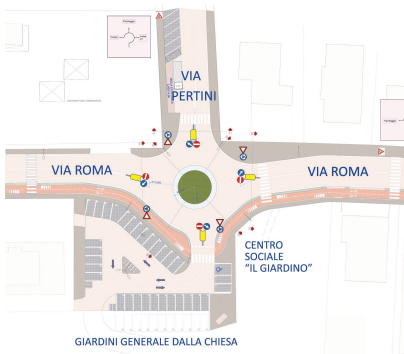 VIA
PERTINI
VIA ROMA
VIA ROMA
CENTRO
SOCIALE
"IL GIARDINO"
GIARDINI GENERALE DALLA CHIESA